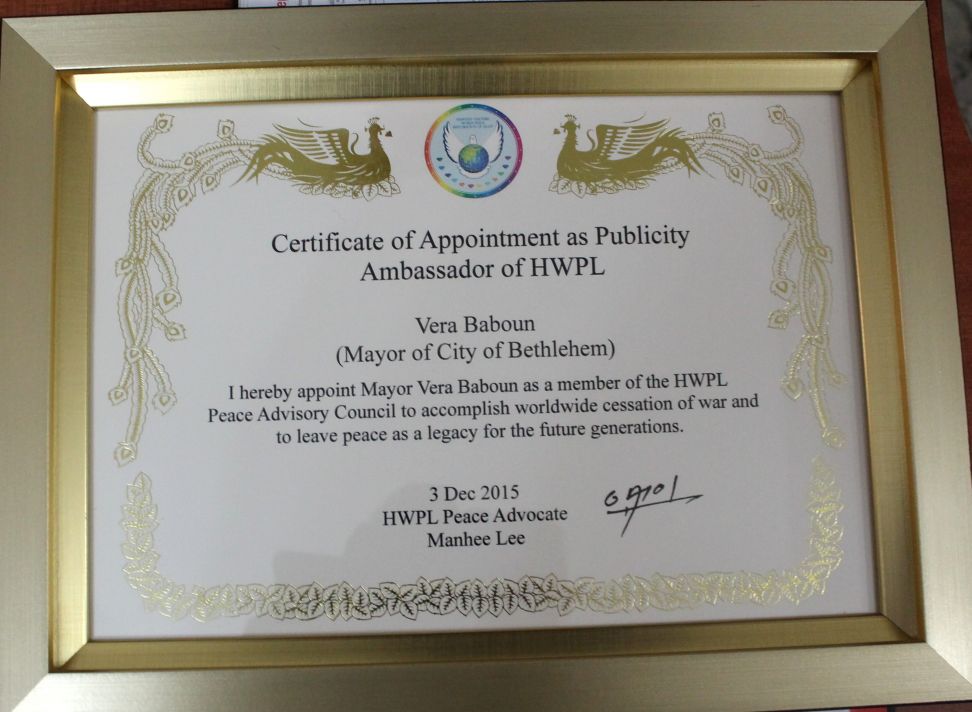 Certificate of Appointment as Publicity
Ambassador of HWPL
Vera Baboun
(Mayor of City of Bethlehem)
I hereby appoint Mayor Vera Baboun as a member of the HWPL
Peace Advisory Council to accomplish worldwide cessation of war and
to leave peace as a legacy for the future generations.
3 Dec 2015
HWPL Peace Advocate
Manhee Lee